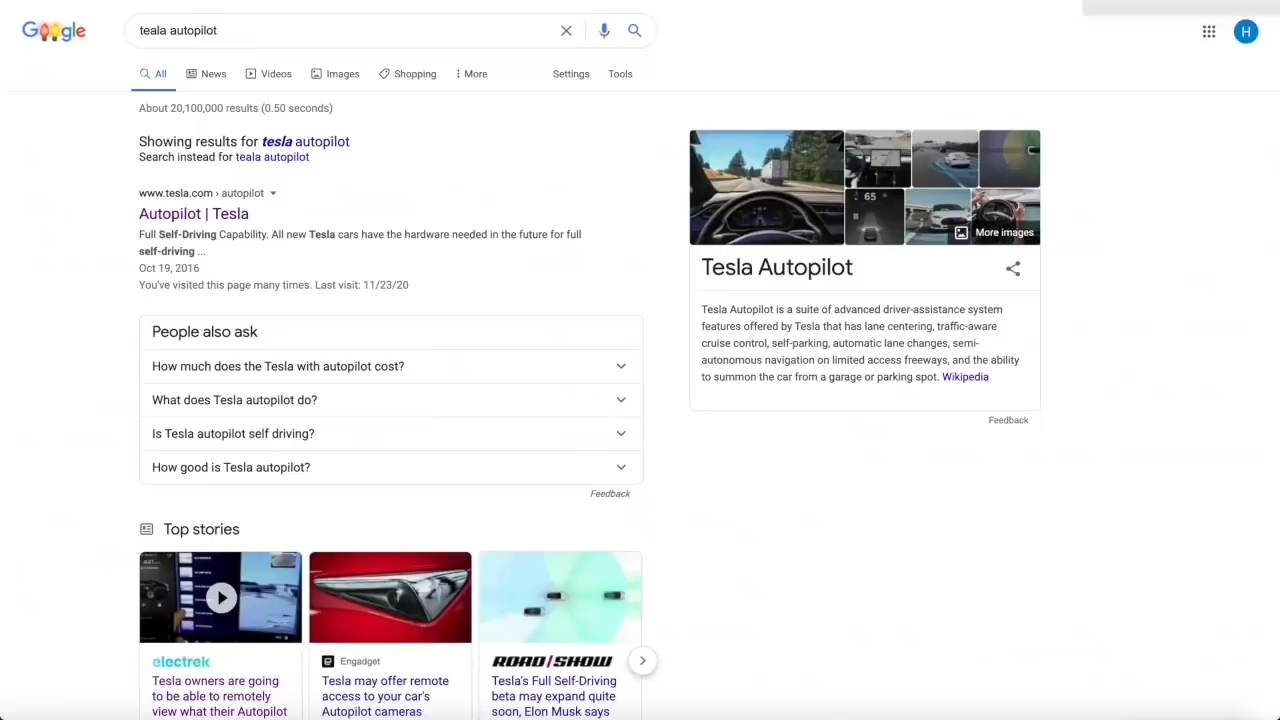 Google
teala autopilot
H
All
News
Videos
Images
Shopping
More
Settings
Tools
About 20,100,000 results (0.50 seconds)
Showing results for tesla autopilot
Search instead for teala autopilot
www.tesla.com › autopilot
Autopilot | Tesla
Full Self-Driving Capability. All new Tesla cars have the hardware needed in the future for full
self-driving ...
Oct 19, 2016
You've visited this page many times. Last visit: 11/23/20
People also ask
How much does the Tesla with autopilot cost?
What does Tesla autopilot do?
Is Tesla autopilot self driving?
How good is Tesla autopilot?
Feedback
Top stories
electrek
Tesla owners are going
to be able to remotely
view what their Autopilot
Engadget
Tesla may offer remote
access to your car's
Autopilot cameras
ROAD/SHOW
Tesla's Full Self-Driving
beta may expand quite
soon, Elon Musk says
65
More images
Tesla Autopilot
Tesla Autopilot is a suite of advanced driver-assistance system
features offered by Tesla that has lane centering, traffic-aware
cruise control, self-parking, automatic lane changes, semi-
autonomous navigation on limited access freeways, and the ability
to summon the car from a garage or parking spot. Wikipedia
Feedback